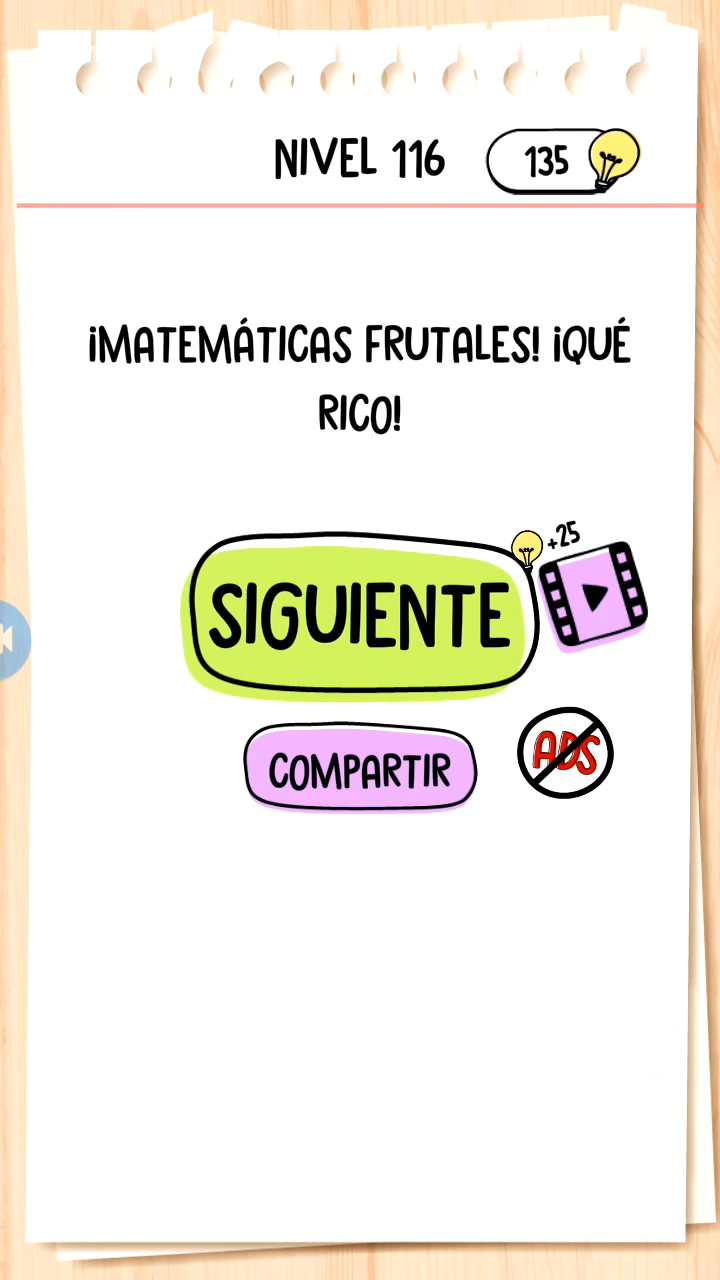 NIVEL 116
135
¡MATEMÁTICAS FRUTALES! ¡QUÉ
RICO!
+25
SIGUIENTE
COMPARTIR
ADS